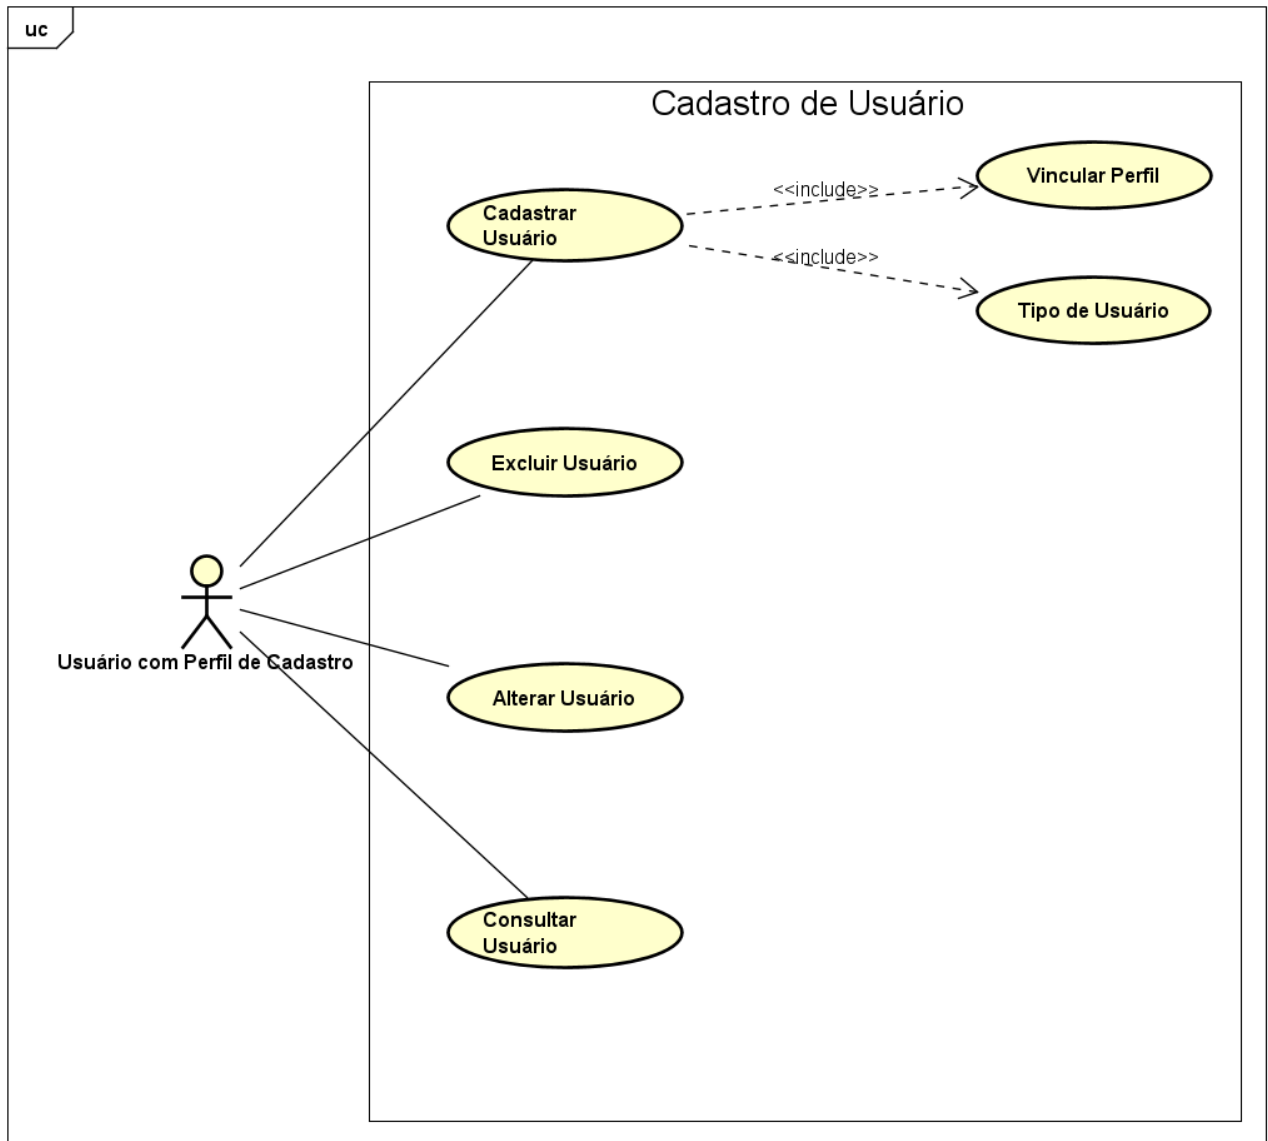 uc
Cadastro de Usuário
<<include>>
Vincular Perfil
Cadastrar
Usuário
<<include>>
Tipo de Usuário
Excluir Usuário
Usuário com Perfil de Cadastro
Alterar Usuário
Consultar
Usuário